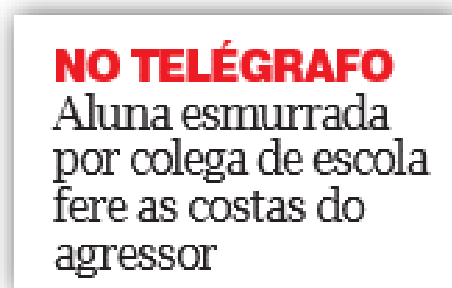 NO TELÉGRAFO
Aluna esmurrada
por colega de escola
fere as costas do
agressor